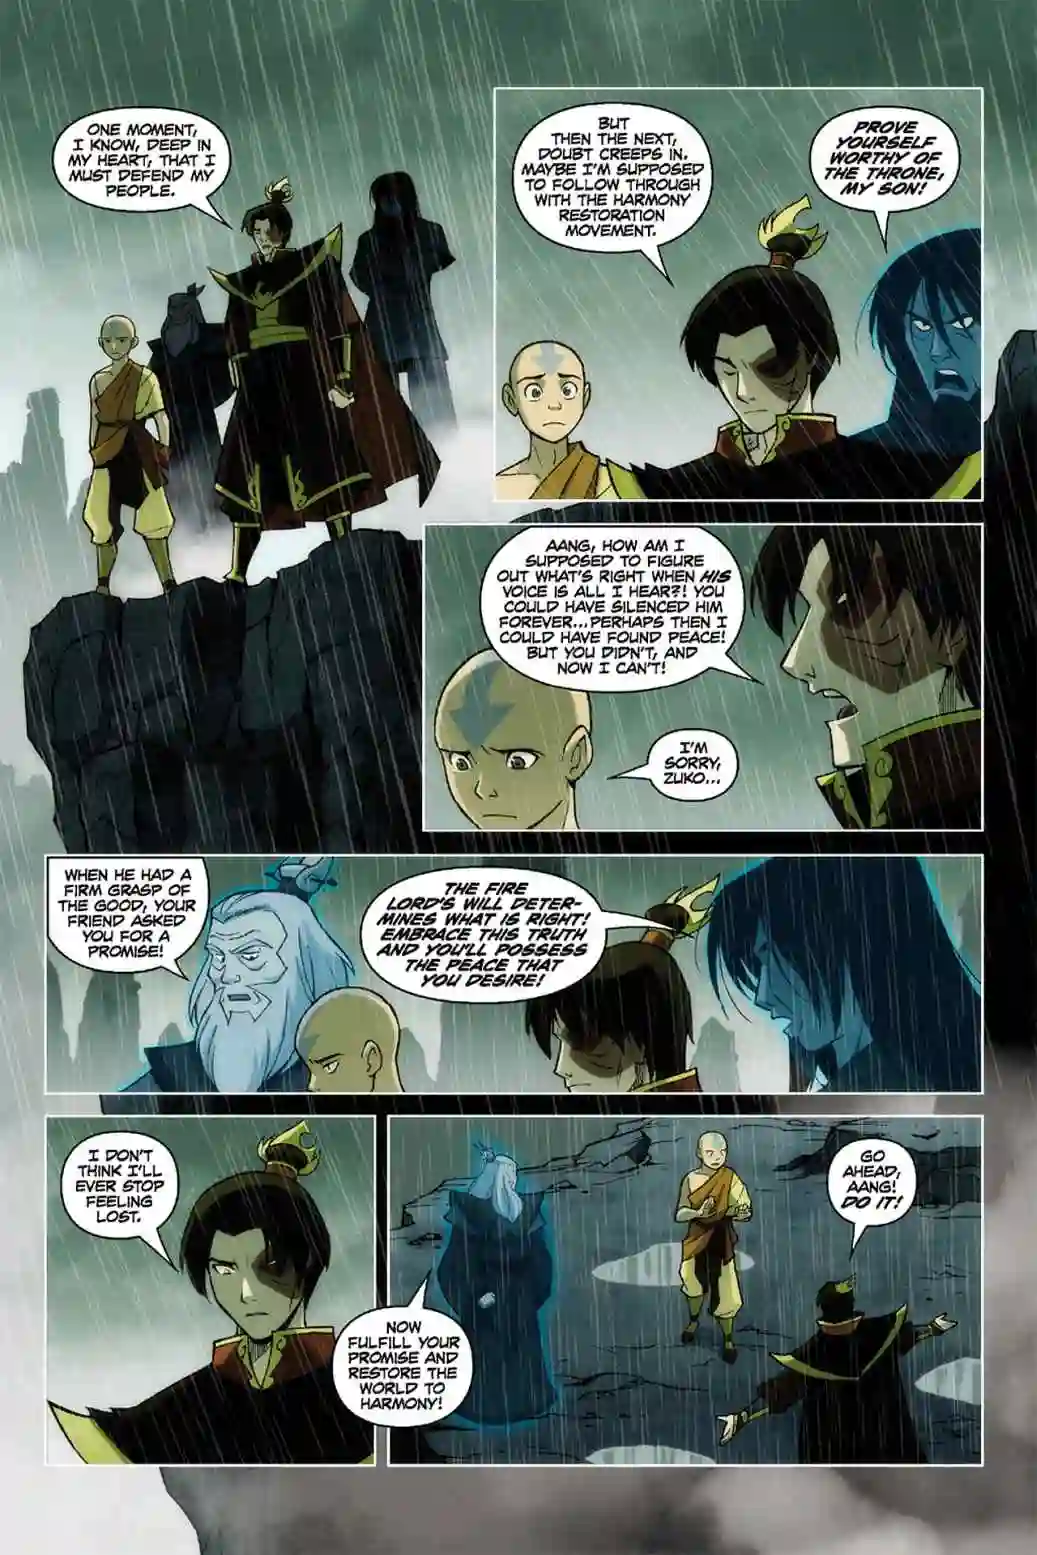 ONE MOMENT,
I KNOW, DEEP IN
MY HEART, THAT I
MUST DEFEND MY
PEOPLE.
BUT
THEN THE NEXT,
DOUBT CREEPS IN.
MAYBE I'M SUPPOSED
TO FOLLOW THROUGH
WITH THE HARMONY
RESTORATION
MOVEMENT.
PROVE
YOURSELF
WORTHY OF
THE THRONE,
MY SON!
AANG, HOW AM I
SUPPOSED TO FIGURE
OUT WHAT'S RIGHT WHEN HIS
VOICE IS ALL I HEAR?! YOU
COULD HAVE SILENCED HIM
FOREVER...PERHAPS THEN I
COULD HAVE FOUND PEACE!
BUT YOU DIDN'T, AND
NOW I CAN'T!
I'M
SORRY,
ZUKO...
WHEN HE HAD A
FIRM GRASP OF
THE GOOD, YOUR
FRIEND ASKED
YOU FOR A
PROMISE!
THE FIRE
LORD'S WILL DETER-
MINES WHAT IS RIGHT!
EMBRACE THIS TRUTH
AND YOU'LL POSSESS
THE PEACE THAT
YOU DESIRE!
I DON'T
THINK I'LL
EVER STOP
FEELING
LOST.
NOW
FULFILL YOUR
PROMISE AND
RESTORE THE
WORLD TO
HARMONY!
GO
AHEAD,
AANG!
DO IT!